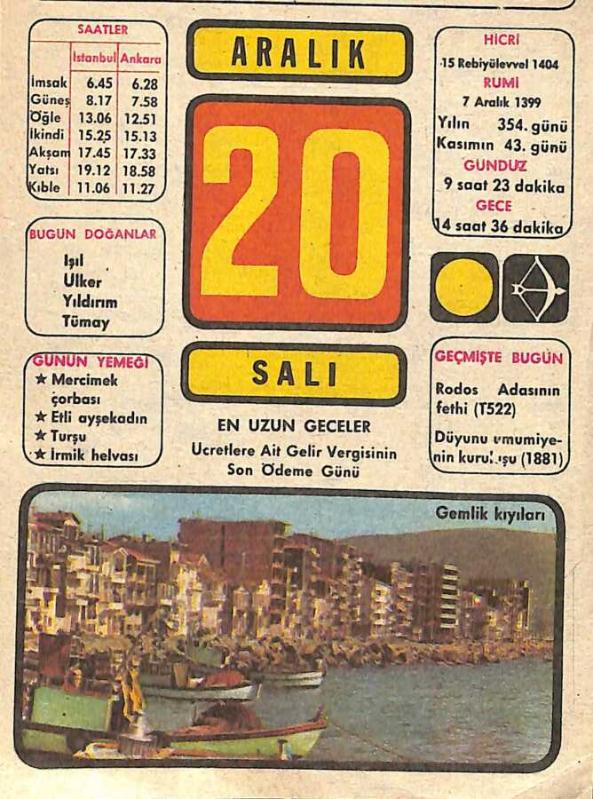 SAATLER
İstanbul Ankara
İmsak 6.45 6.28
Güneş 8.17 7.58
Öğle 13.06 12.51
İkindi 15.25 15.13
Akşam 17.45 17.33
Yatsı 19.12 18.58
Kıble 11.06 11.27
BUGÜN DOĞANLAR
Işıl
Ülker
Yıldırım
Tümay
GÜNÜN YEMEĞİ
★ Mercimek
çorbası
★ Etli ayşekadın
★ Turşu
★ İrmik helvası
ARALIK
20
SALI
EN UZUN GECELER
Ücretlere Ait Gelir Vergisinin
Son Ödeme Günü
HİCRİ
15 Rebiyülevvel 1404
RUMİ
7 Aralık 1399
Yılın 354. günü
Kasımın 43. günü
GÜNDÜZ
9 saat 23 dakika
GECE
14 saat 36 dakika
GEÇMİŞTE BUGÜN
Rodos Adasının
fethi (T522)
Düyunu umumiye-
nin kuruluşu (1881)
Gemlik kıyıları